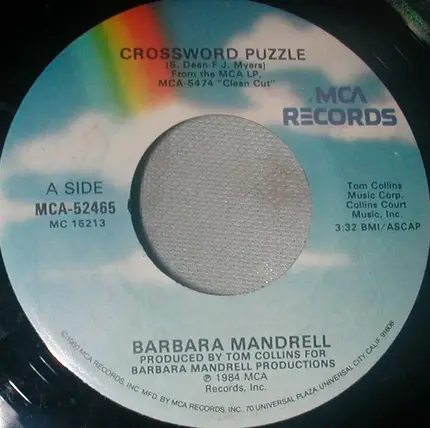 CROSSWORD PUZZLE
(S. Dean-F.J. Myers)
From the MCA LP.
MCA-5474 "Clean Cut"
MCA
RECORDS
A SIDE
MCA-52465
MC 15213
Tom Collins
Music Corp.
Collins Court
Music, Inc.
3:32 BMI/ASCAP
BARBARA MANDRELL
PRODUCED BY TOM COLLINS FOR
BARBARA MANDRELL PRODUCTIONS
℗ 1984 MCA
Records, Inc.
©1980 MCA RECORDS, INC. MFD. BY MCA RECORDS, INC. 70 UNIVERSAL PLAZA, UNIVERSAL CITY, CALIF. 91608